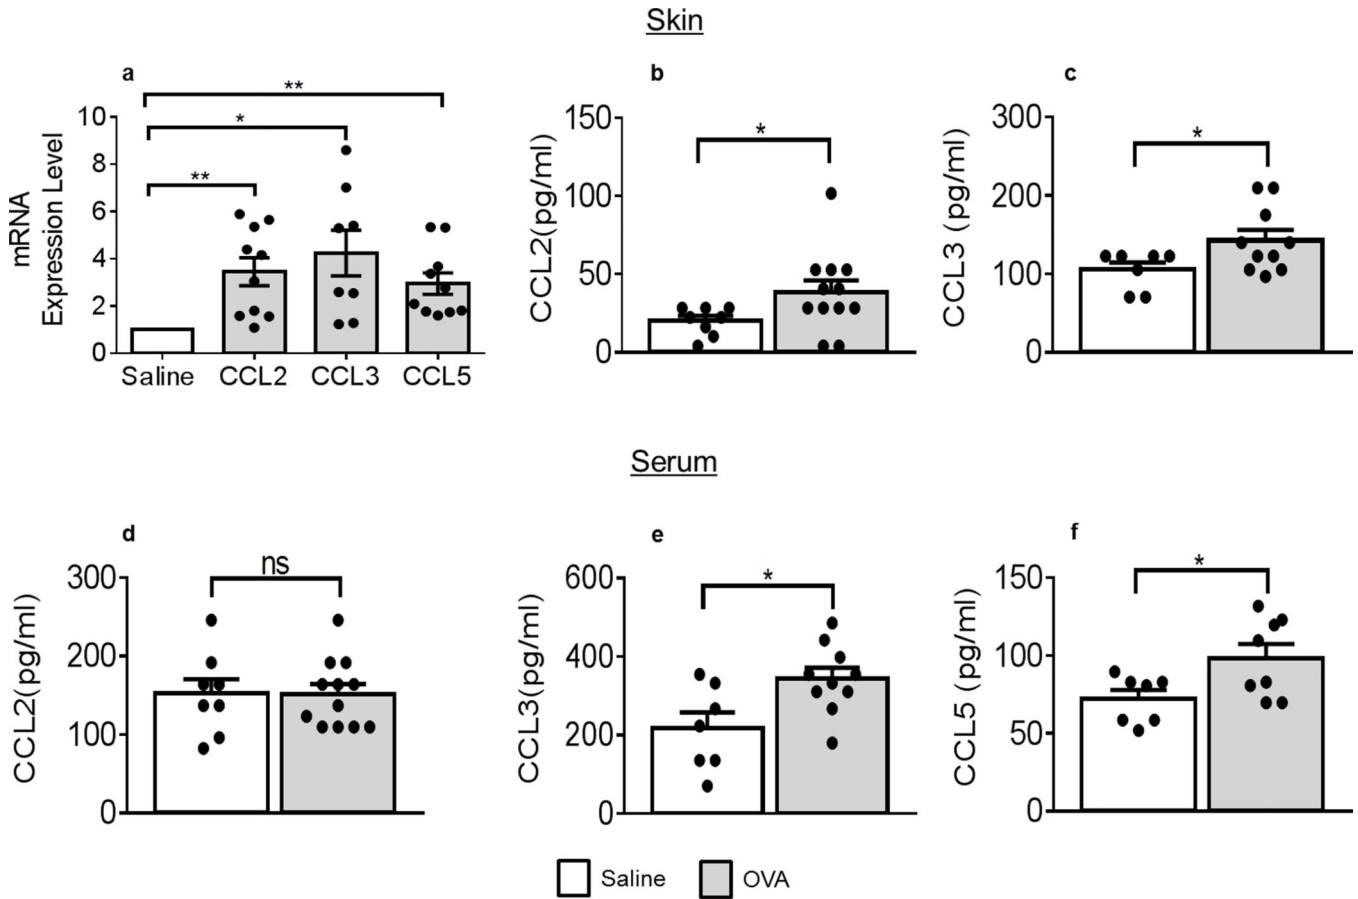 Skin
a
b
c
**
*
**
10
8
6
4
2
0
mRNA
Expression Level
Saline CCL2 CCL3 CCL5
*
150
100
50
0
CCL2(pg/ml)
*
300
200
100
0
CCL3 (pg/ml)
Serum
d
e
f
ns
300
200
100
0
CCL2(pg/ml)
*
600
400
200
0
CCL3(pg/ml)
*
150
100
50
0
CCL5 (pg/ml)
Saline OVA